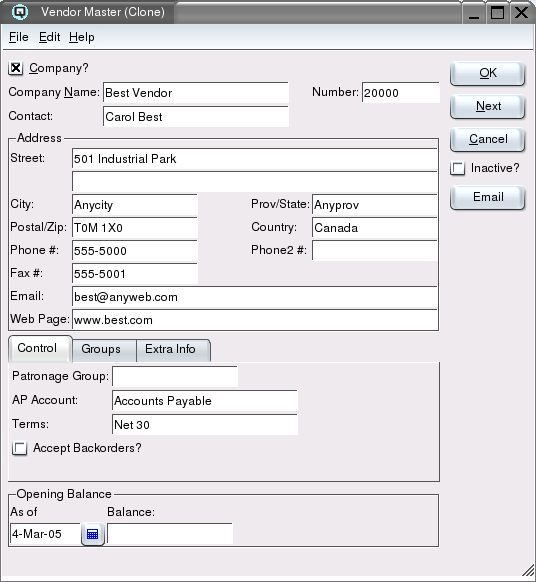 Vendor Master (Clone)
File Edit Help
Company?
OK
Company Name: Best Vendor Number: 20000
Next
Contact: Carol Best
Address
Cancel
Street: 501 Industrial Park
Inactive?
Email
City: Anycity Prov/State: Anyprov
Postal/Zip: T0M 1X0 Country: Canada
Phone #: 555-5000 Phone2 #:
Fax #: 555-5001
Email: best@anyweb.com
Web Page: www.best.com
Control Groups Extra Info
Patronage Group:
AP Account: Accounts Payable
Terms: Net 30
Accept Backorders?
Opening Balance
As of Balance:
4-Mar-05